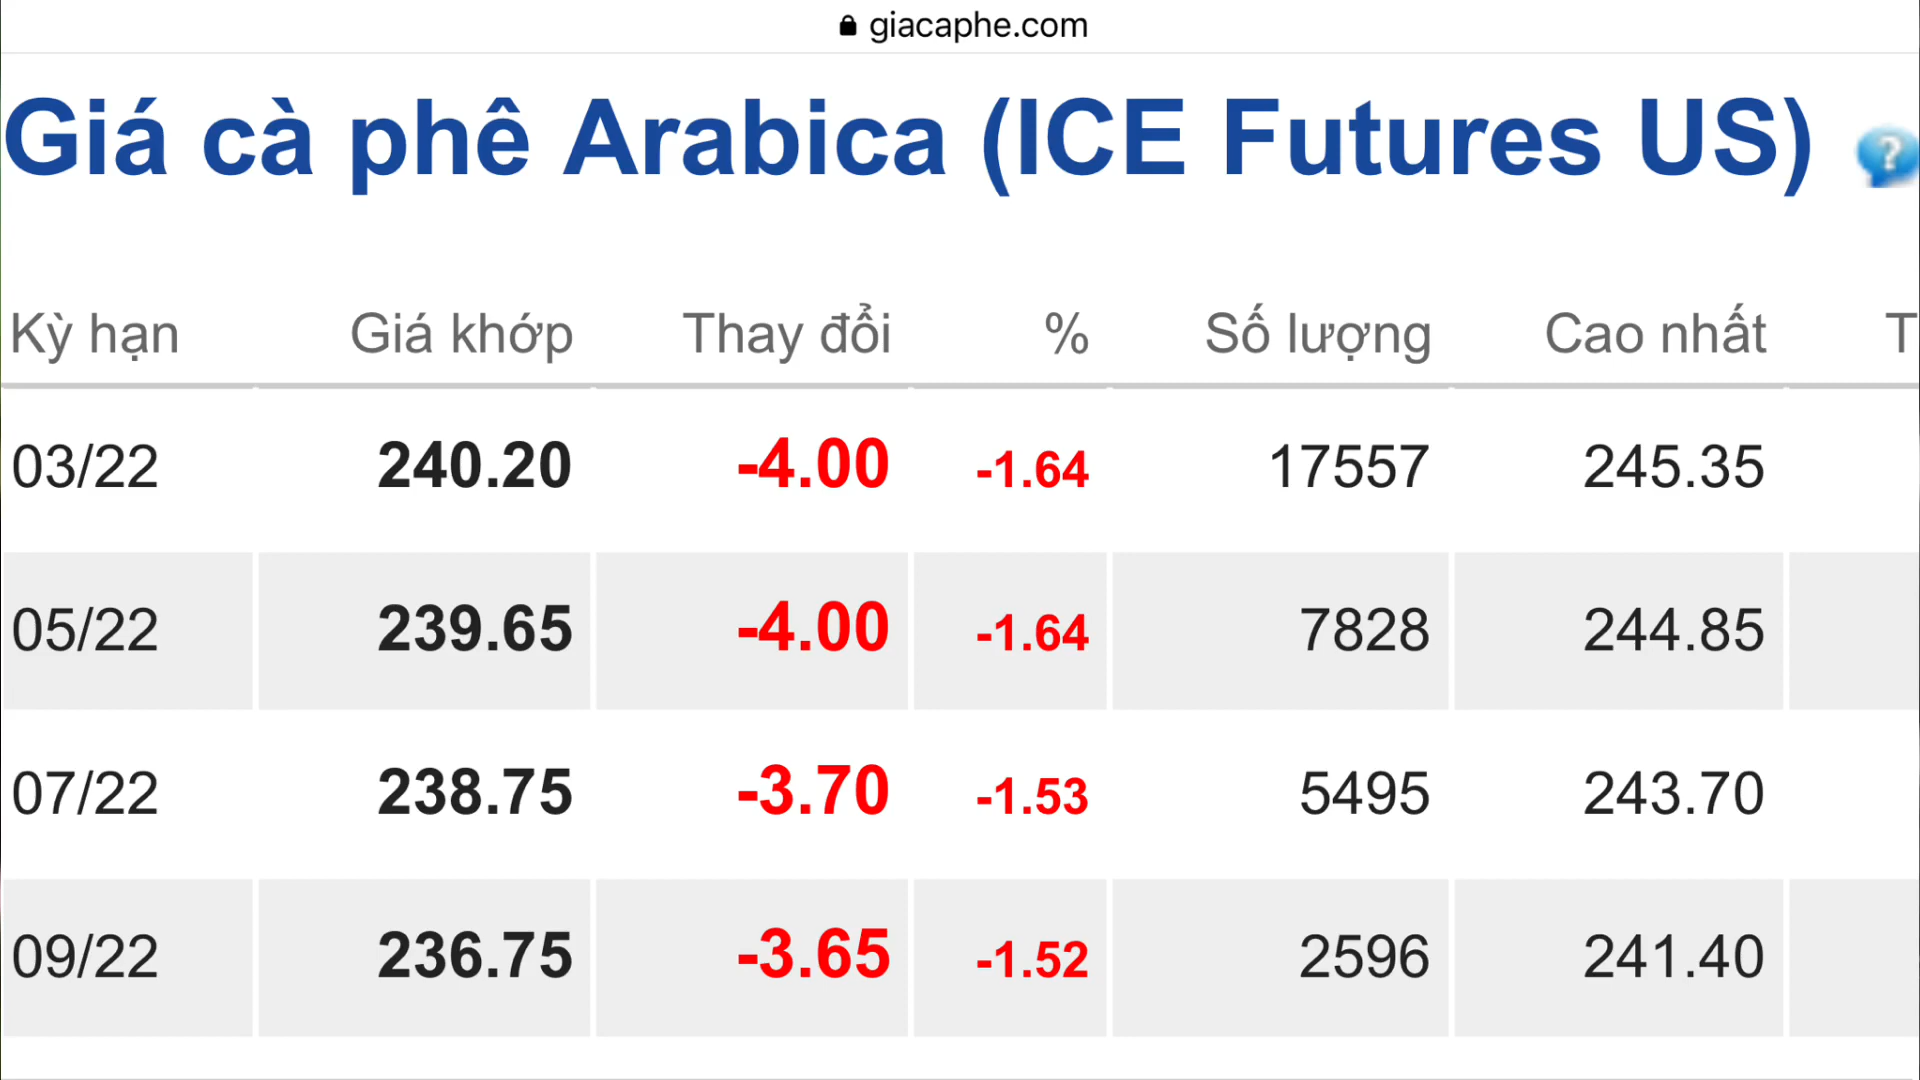 giacaphe.com
Giá cà phê Arabica (ICE Futures US) ?
Kỳ hạn Giá khớp Thay đổi % Số lượng Cao nhất T
03/22 240.20 -4.00 -1.64 17557 245.35
05/22 239.65 -4.00 -1.64 7828 244.85
07/22 238.75 -3.70 -1.53 5495 243.70
09/22 236.75 -3.65 -1.52 2596 241.40